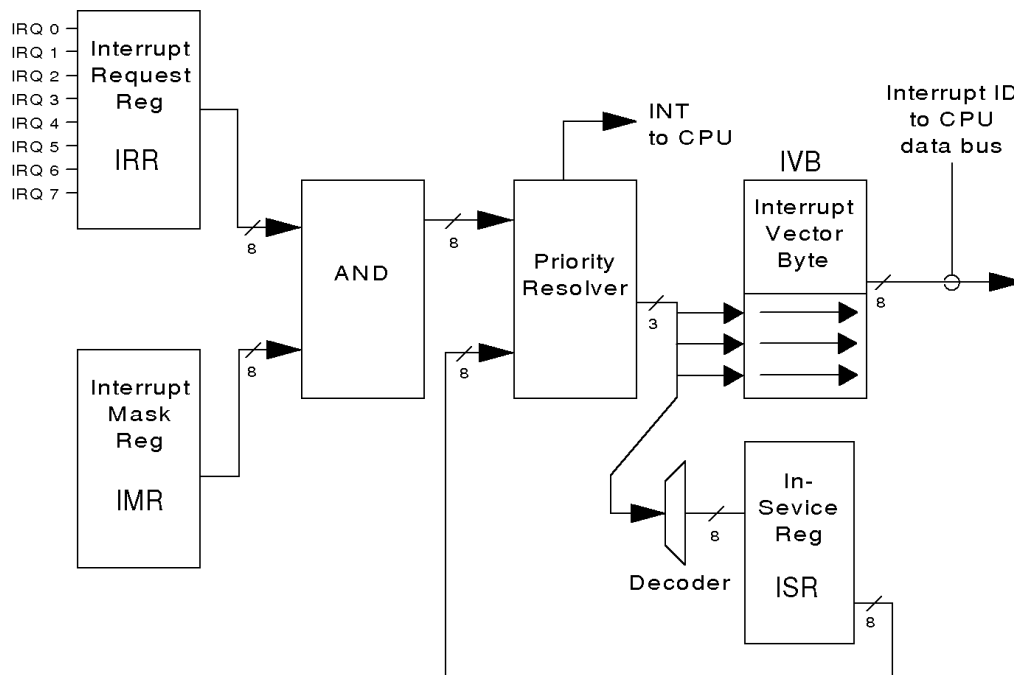 IRQ 0
IRQ 1
IRQ 2
IRQ 3
IRQ 4
IRQ 5
IRQ 6
IRQ 7
Interrupt
Request
Reg
IRR
8
Interrupt
Mask
Reg
IMR
8
AND
8
8
INT
to CPU
Priority
Resolver
3
IVB
Interrupt
Vector
Byte
8
Interrupt ID
to CPU
data bus
Decoder
8
In-
Sevice
Reg
ISR
8